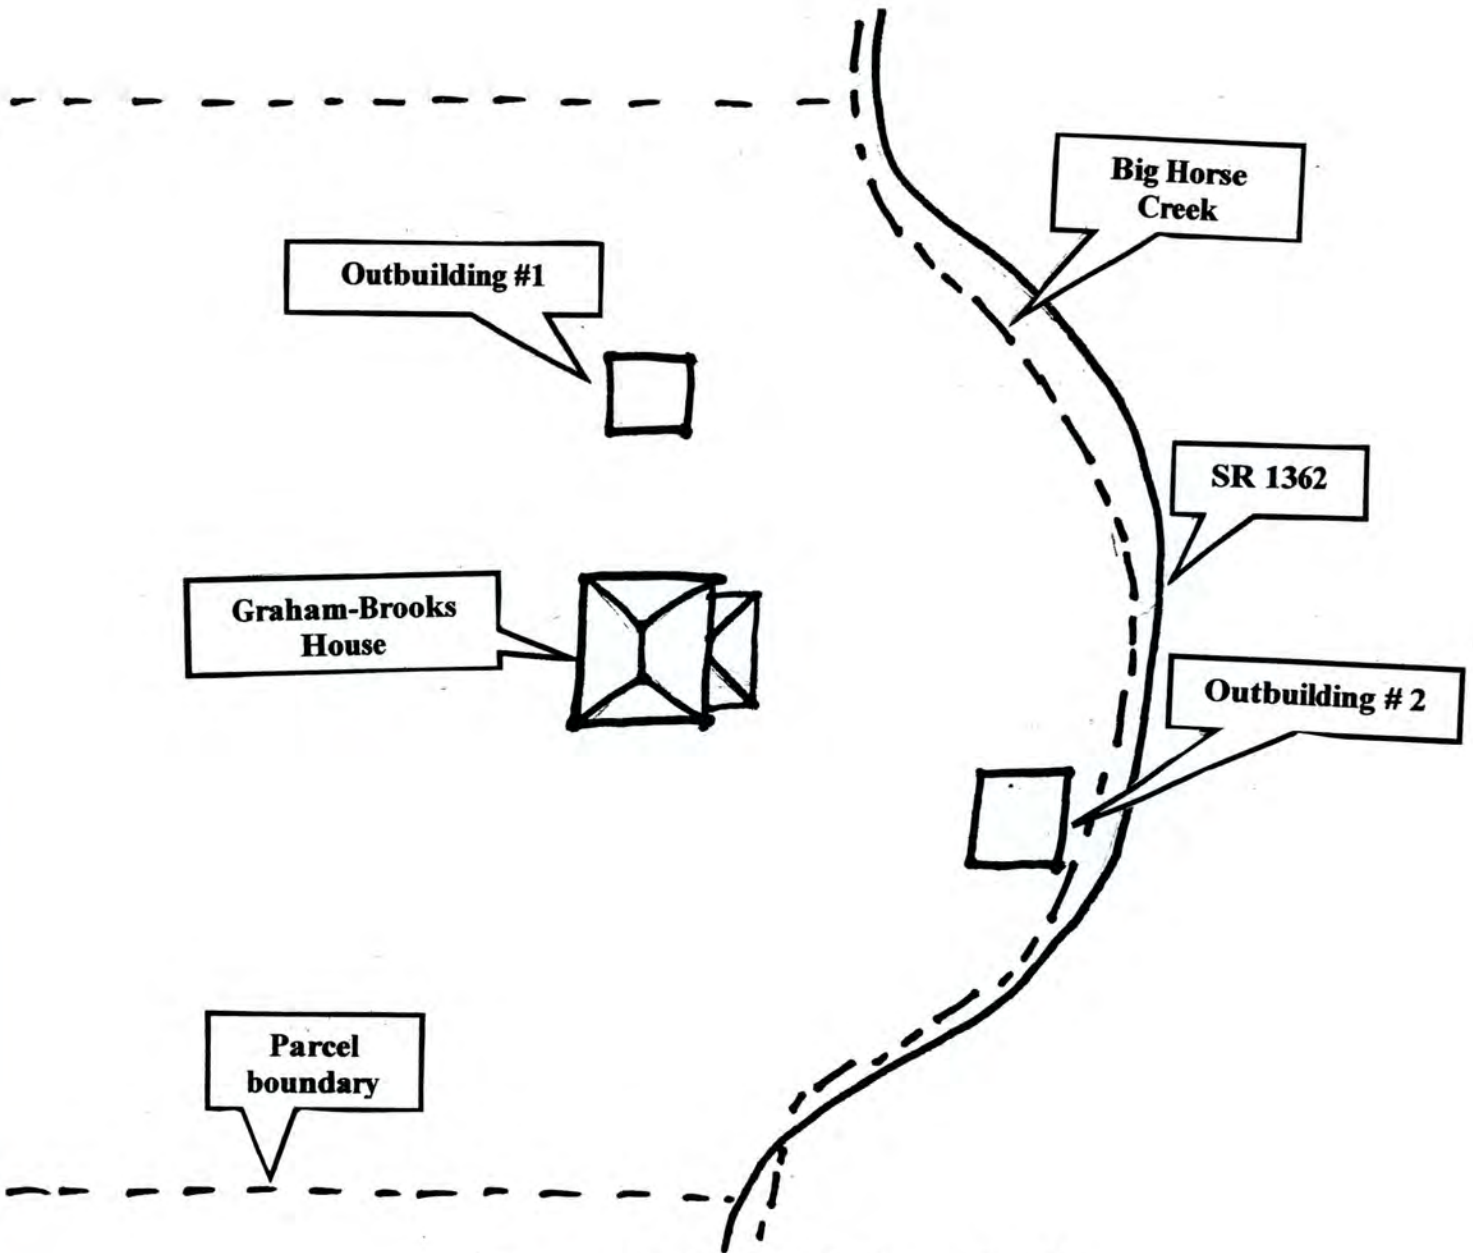 Big Horse
Creek
Outbuilding #1
SR 1362
Graham-Brooks
House
Outbuilding # 2
Parcel
boundary